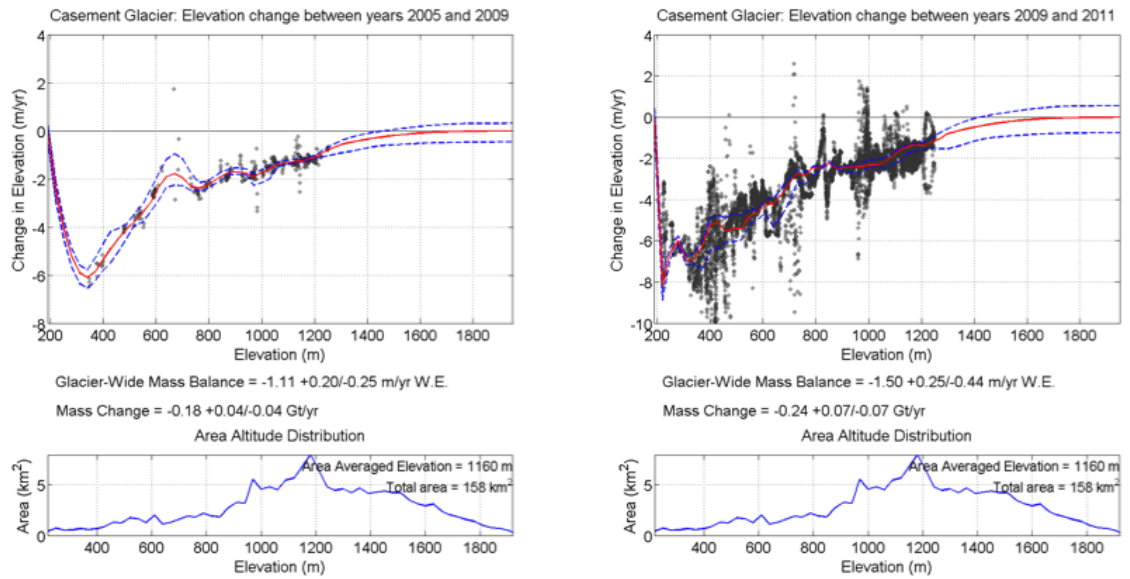 Casement Glacier: Elevation change between years 2005 and 2009
4
2
0
-2
-4
-6
-8
Change in Elevation (m/yr)
200 400 600 800 1000 1200 1400 1600 1800
Elevation (m)
Glacier-Wide Mass Balance = -1.11 +0.20/-0.25 m/yr W.E.
Mass Change = -0.18 +0.04/-0.04 Gt/yr
Area Altitude Distribution
Area Averaged Elevation = 1160 m
Total area = 158 km²
5
0
Area (km²)
400 600 800 1000 1200 1400 1600 1800
Elevation (m)
Casement Glacier: Elevation change between years 2009 and 2011
4
2
0
-2
-4
-6
-8
-10
Change in Elevation (m/yr)
200 400 600 800 1000 1200 1400 1600 1800
Elevation (m)
Glacier-Wide Mass Balance = -1.50 +0.25/-0.44 m/yr W.E.
Mass Change = -0.24 +0.07/-0.07 Gt/yr
Area Altitude Distribution
Area Averaged Elevation = 1160 m
Total area = 158 km²
5
0
Area (km²)
400 600 800 1000 1200 1400 1600 1800
Elevation (m)